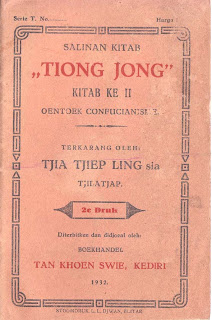 Serie T. No.
Harga
SALINAN KITAB
„TIONG JONG”
KITAB KE II
OENTOEK CONFUCIANISME.
TERKARANG OLEH:
TJIA TJIEP LING sia
TJILATJAP.
2e Druk
Diterbitken dan didjoeal oleh:
BOEKHANDEL
TAN KHOEN SWIE, KEDIRI
1932.